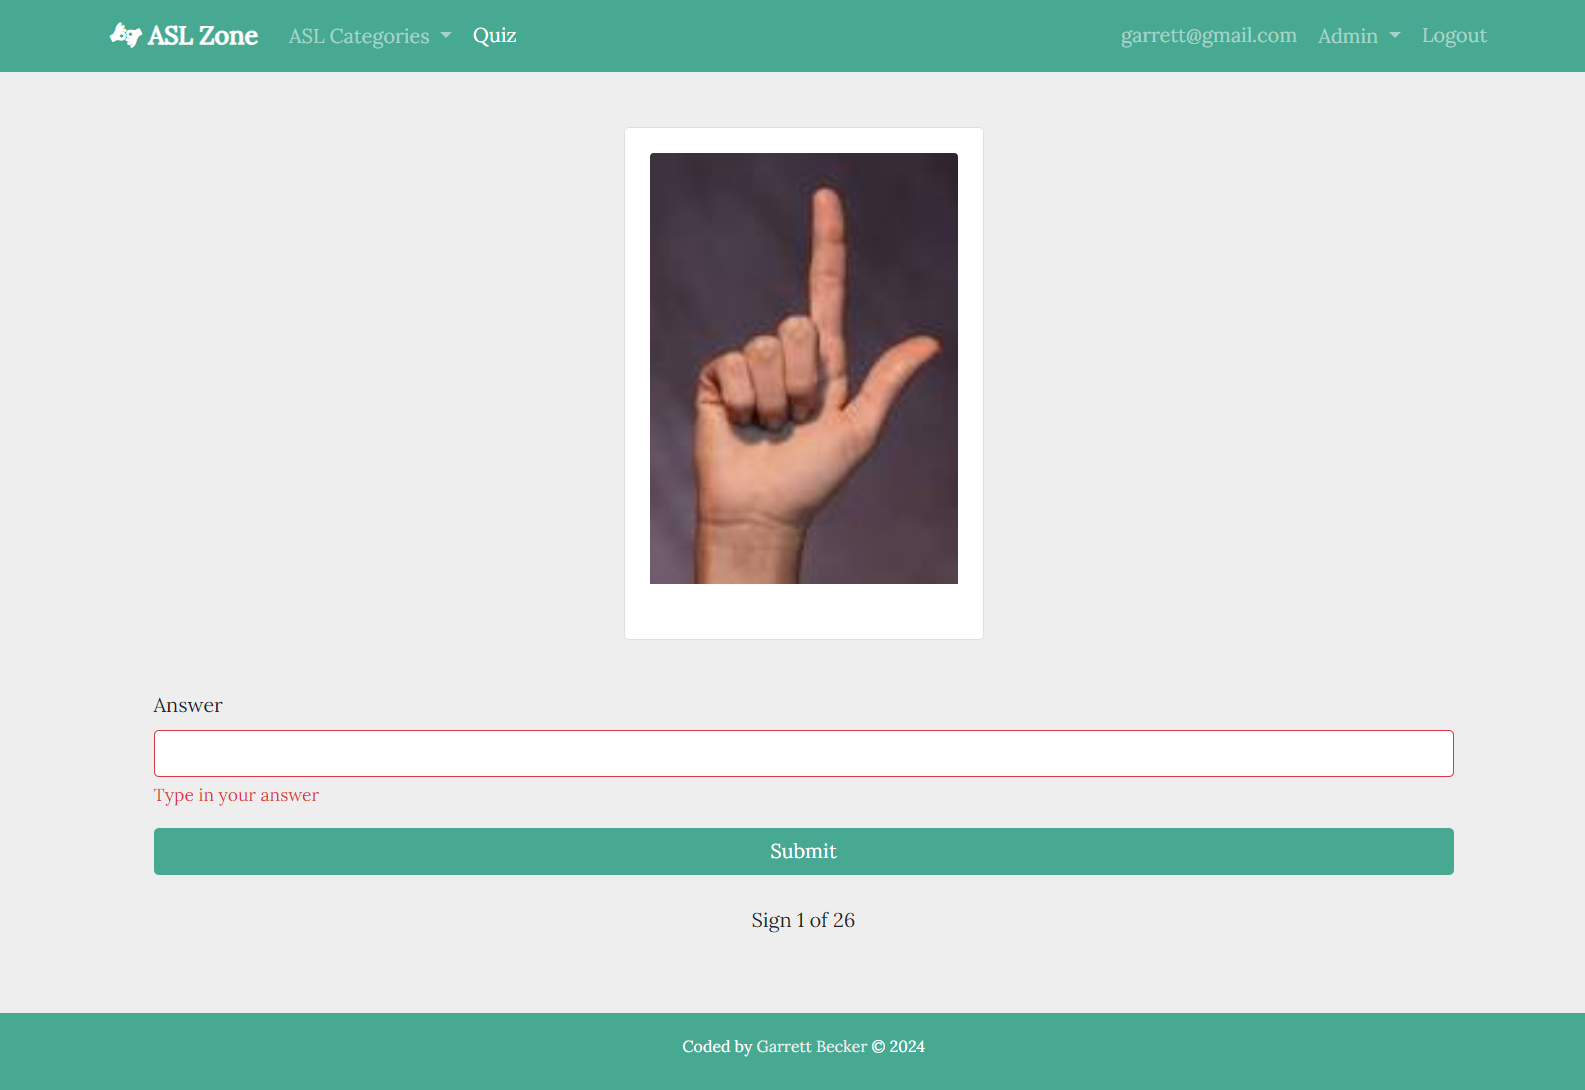 ASL Zone ASL Categories Quiz garrett@gmail.com Admin Logout
Answer
Type in your answer
Submit
Sign 1 of 26
Coded by Garrett Becker © 2024